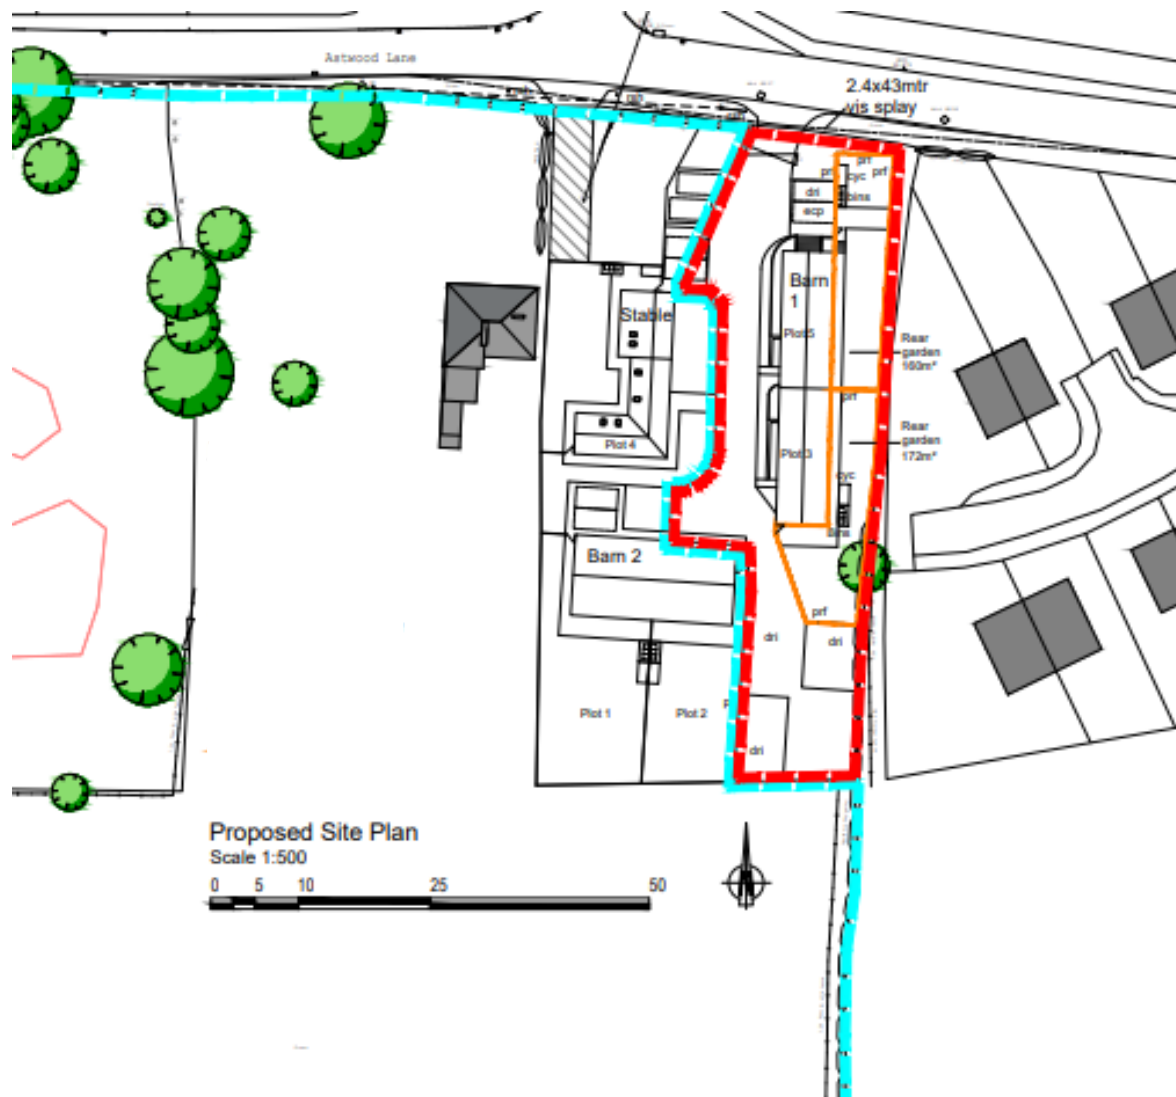 Astwood Lane
2.4x43mtr
vis splay
prf
prf
cyc
prf
dri
bins
ecp
Barn
1
Stable
Plot 5
Rear
garden
160m²
prf
Rear
garden
172m²
Plot 4
Plot 3
cyc
Bins
Barn 2
prf
dri
dri
Plot 1
Plot 2
P
dri
Proposed Site Plan
Scale 1:500
0 5 10 25 50